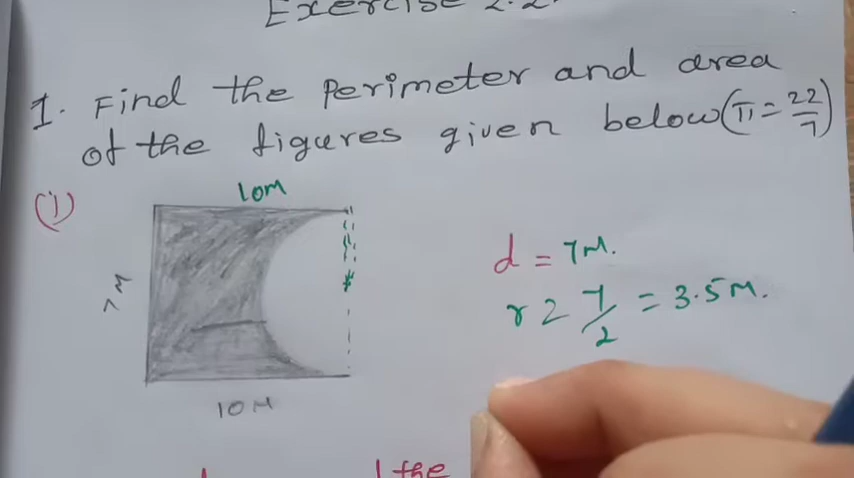 Exercise 2.2.
1. Find the perimeter and area
of the figures given below (π = 22/7)
(i)
10M
7M
10M
d = 7M.
r = 7/2 = 3.5M.
the